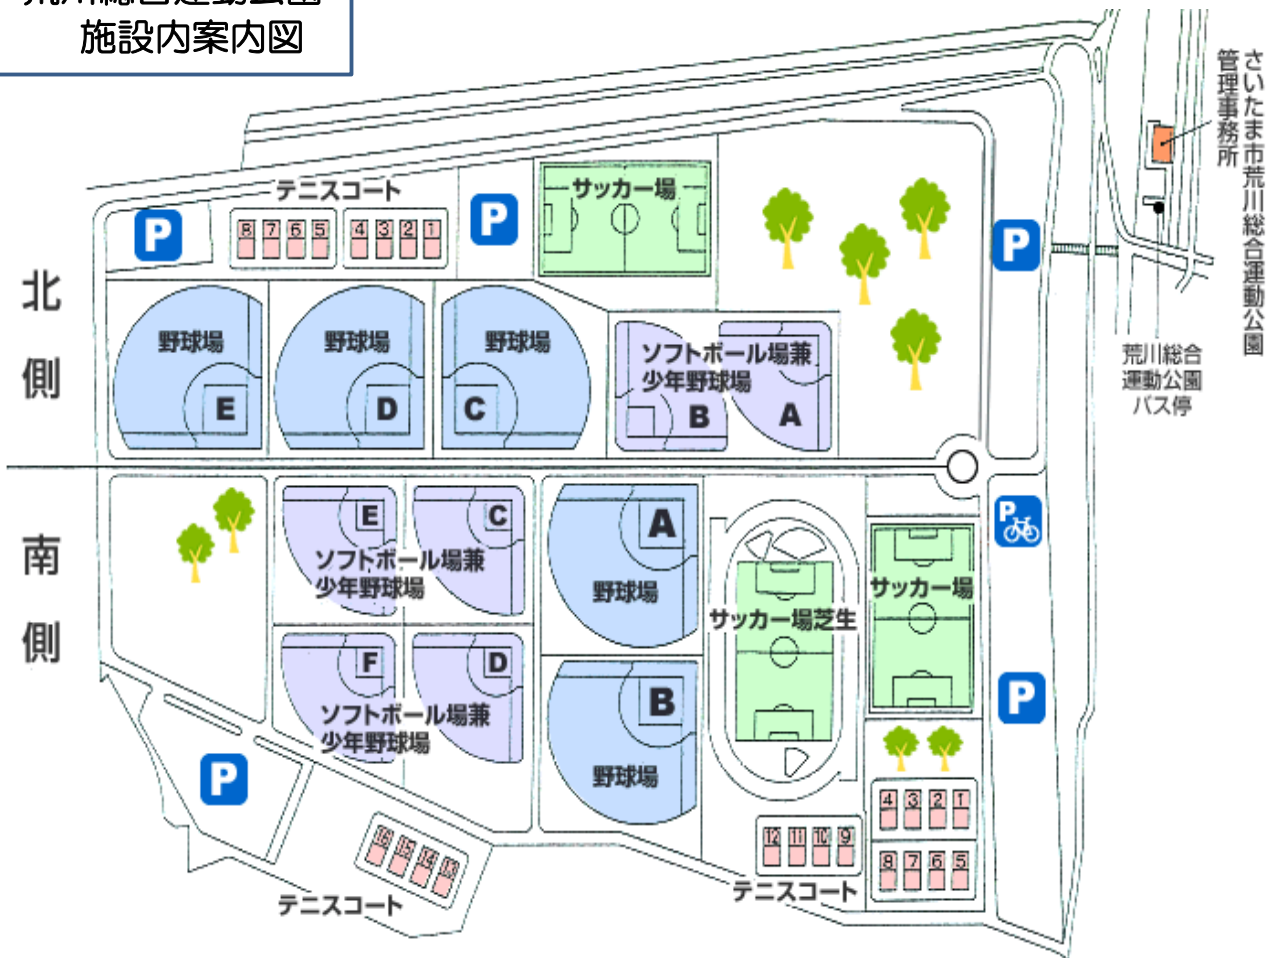 荒川総合運動公園
施設内案内図
さいたま市荒川総合運動公園
管理事務所
荒川総合
運動公園
バス停
北側
テニスコート
8 7 6 5 4 3 2 1
P
P
サッカー場
P
野球場
E
野球場
D
野球場
C
ソフトボール場兼
少年野球場
B
A
南側
E
C
ソフトボール場兼
少年野球場
F
D
ソフトボール場兼
少年野球場
A
野球場
B
野球場
サッカー場芝生
サッカー場
P
P
P
4 3 2 1
8 7 6 5
12 11 10 9
テニスコート
16 15 14 13
テニスコート